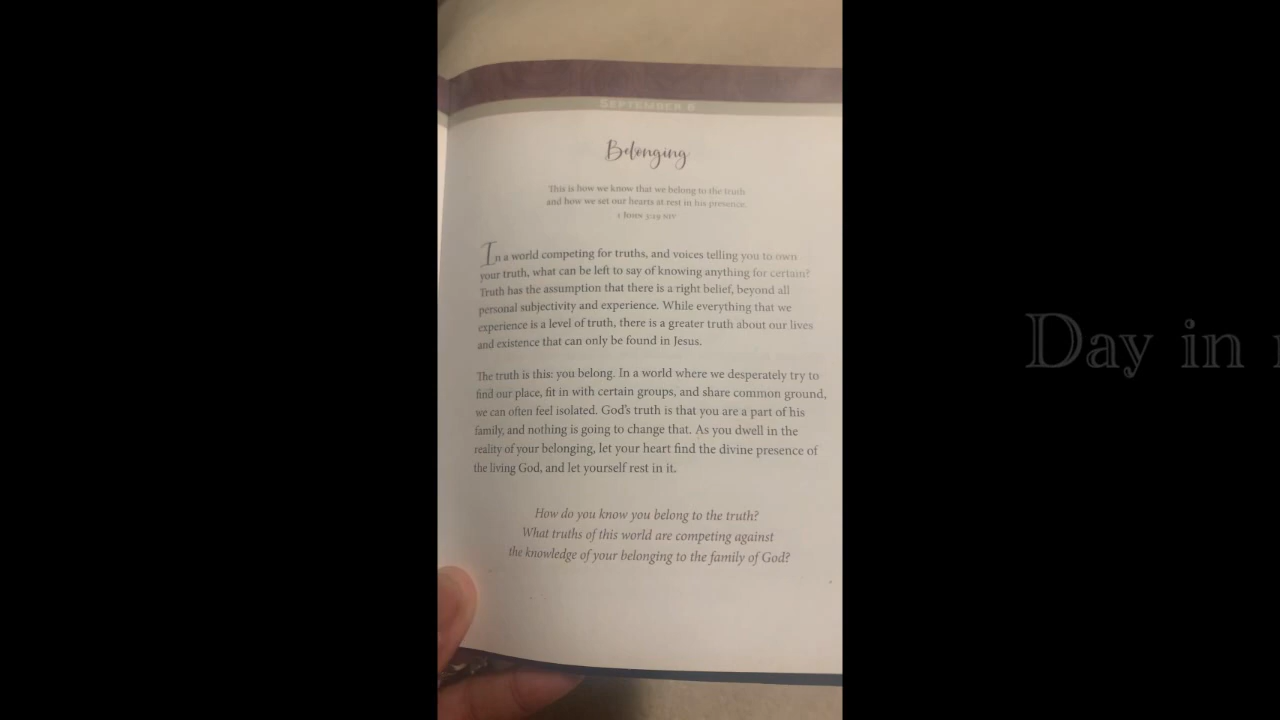 September 6
Belonging
This is how we know that we belong to the truth
and how we set our hearts at rest in his presence.
1 John 3:19 NIV
In a world competing for truths, and voices telling you to own
your truth, what can be left to say of knowing anything for certain?
Truth has the assumption that there is a right belief, beyond all
personal subjectivity and experience. While everything that we
experience is a level of truth, there is a greater truth about our lives
and existence that can only be found in Jesus.
The truth is this: you belong. In a world where we desperately try to
find our place, fit in with certain groups, and share common ground,
we can often feel isolated. God's truth is that you are a part of his
family, and nothing is going to change that. As you dwell in the
reality of your belonging, let your heart find the divine presence of
the living God, and let yourself rest in it.
How do you know you belong to the truth?
What truths of this world are competing against
the knowledge of your belonging to the family of God?
Day in